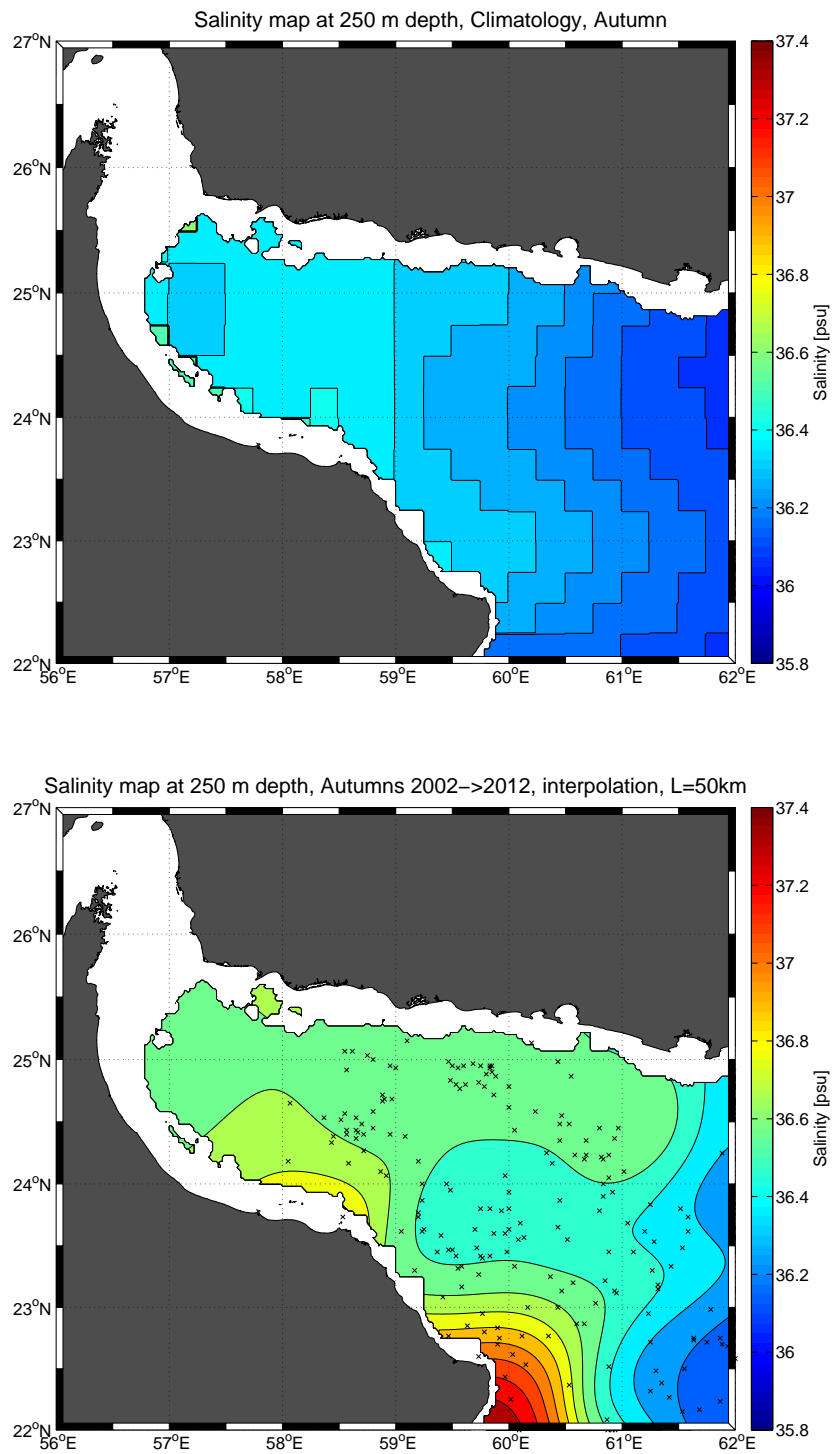 Salinity map at 250 m depth, Climatology, Autumn
27°N
26°N
25°N
24°N
23°N
22°N
56°E 57°E 58°E 59°E 60°E 61°E 62°E
37.4
37.2
37
36.8
36.6
36.4
36.2
36
35.8
Salinity [psu]
Salinity map at 250 m depth, Autumns 2002−>2012, interpolation, L=50km
27°N
26°N
25°N
24°N
23°N
22°N
56°E 57°E 58°E 59°E 60°E 61°E 62°E
37.4
37.2
37
36.8
36.6
36.4
36.2
36
35.8
Salinity [psu]